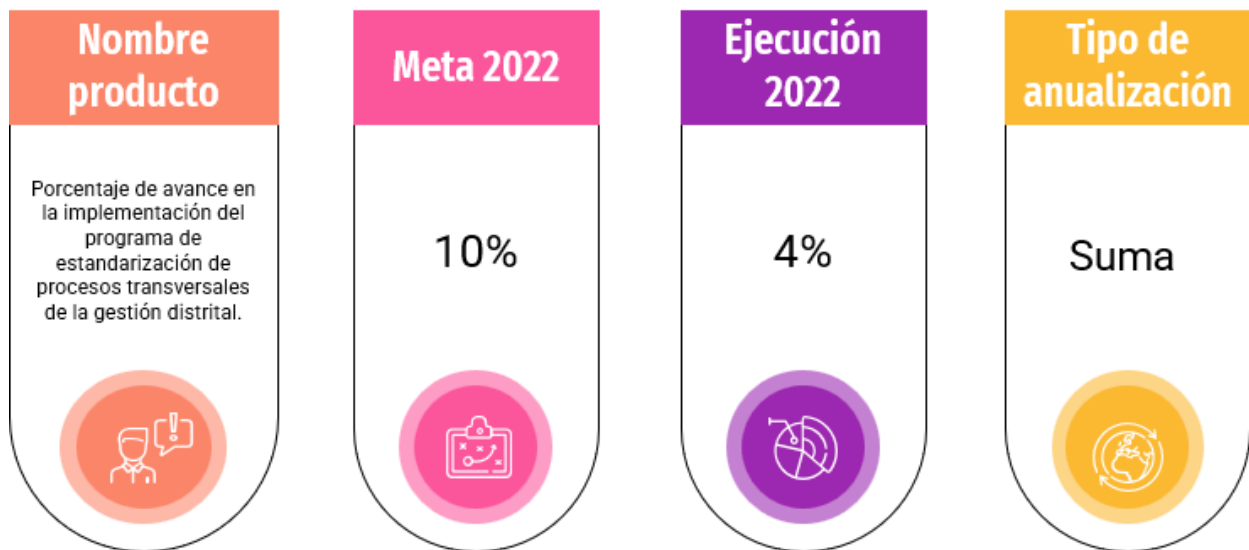 Nombre
producto
Porcentaje de avance en
la implementación del
programa de
estandarización de
procesos transversales
de la gestión distrital.
Meta 2022
10%
Ejecución
2022
4%
Tipo de
anualización
Suma